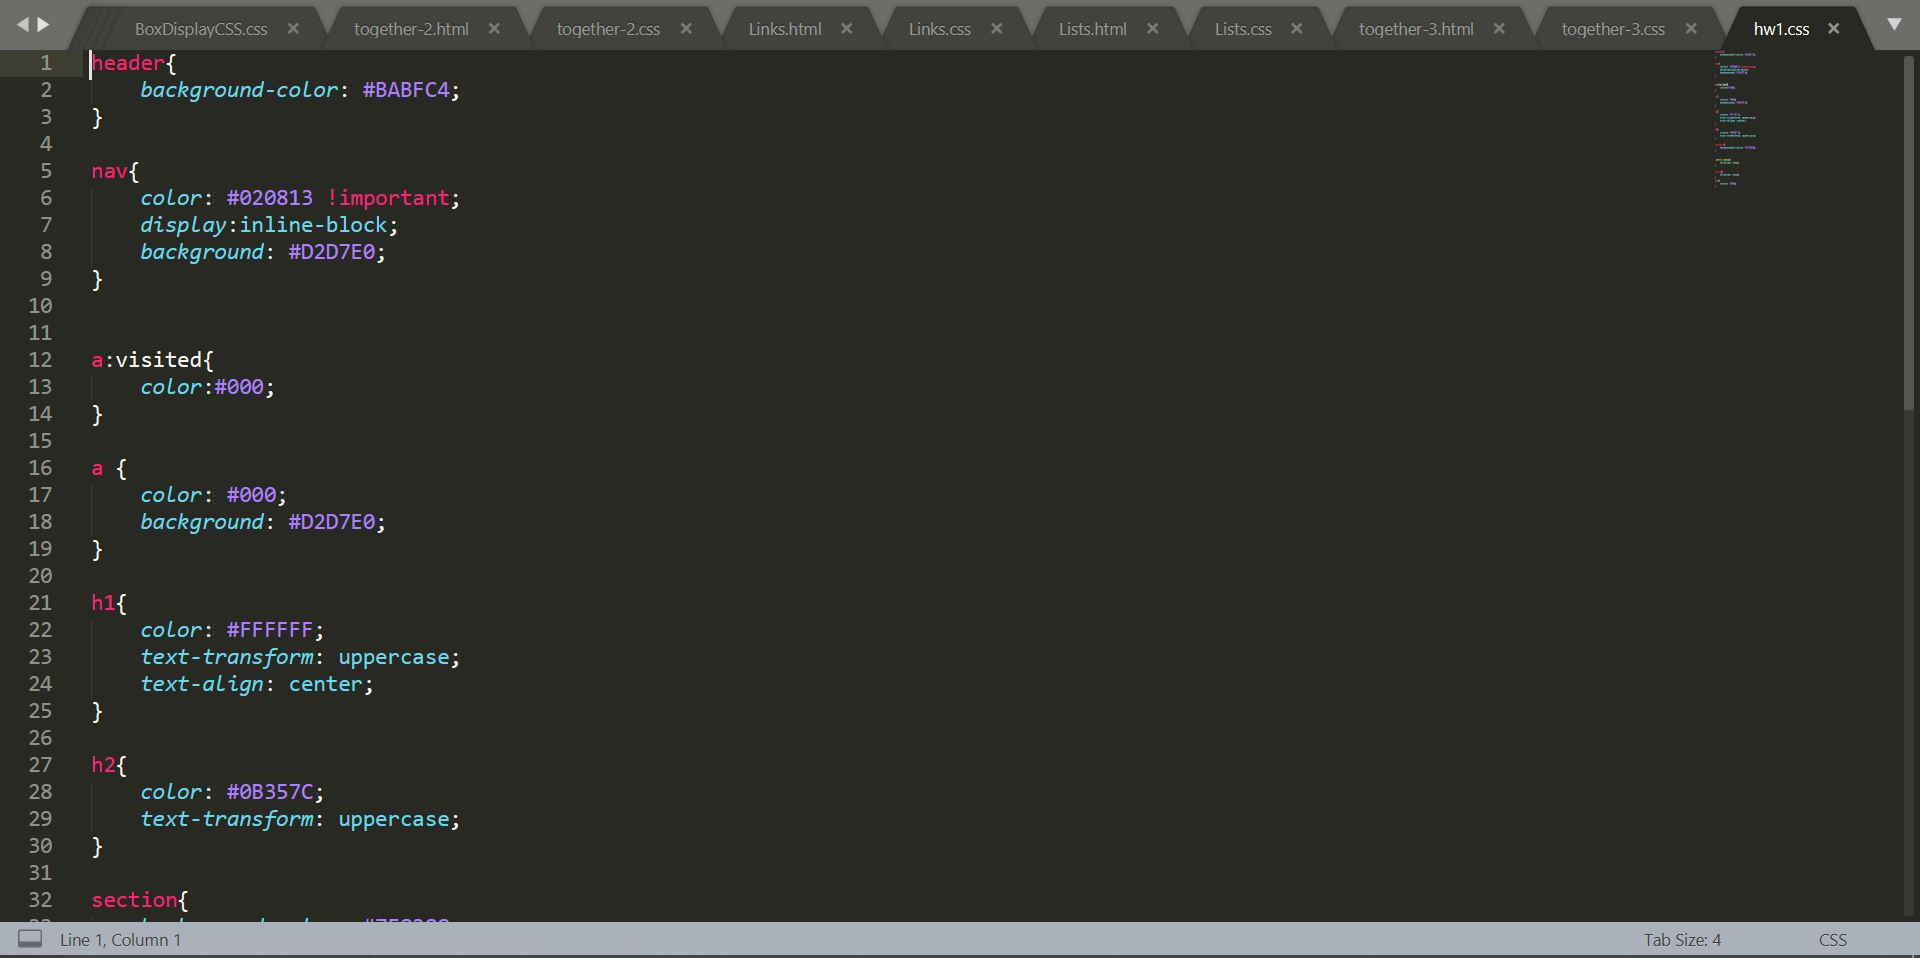 BoxDisplayCSS.css × together-2.html × together-2.css × Links.html × Links.css × Lists.html × Lists.css × together-3.html × together-3.css × hw1.css ×
1 header{
2     background-color: #BABFC4;
3 }
4
5 nav{
6     color: #020813 !important;
7     display:inline-block;
8     background: #D2D7E0;
9 }
10
11
12 a:visited{
13     color:#000;
14 }
15
16 a {
17     color: #000;
18     background: #D2D7E0;
19 }
20
21 h1{
22     color: #FFFFFF;
23     text-transform: uppercase;
24     text-align: center;
25 }
26
27 h2{
28     color: #0B357C;
29     text-transform: uppercase;
30 }
31
32 section{
Line 1, Column 1 Tab Size: 4 CSS